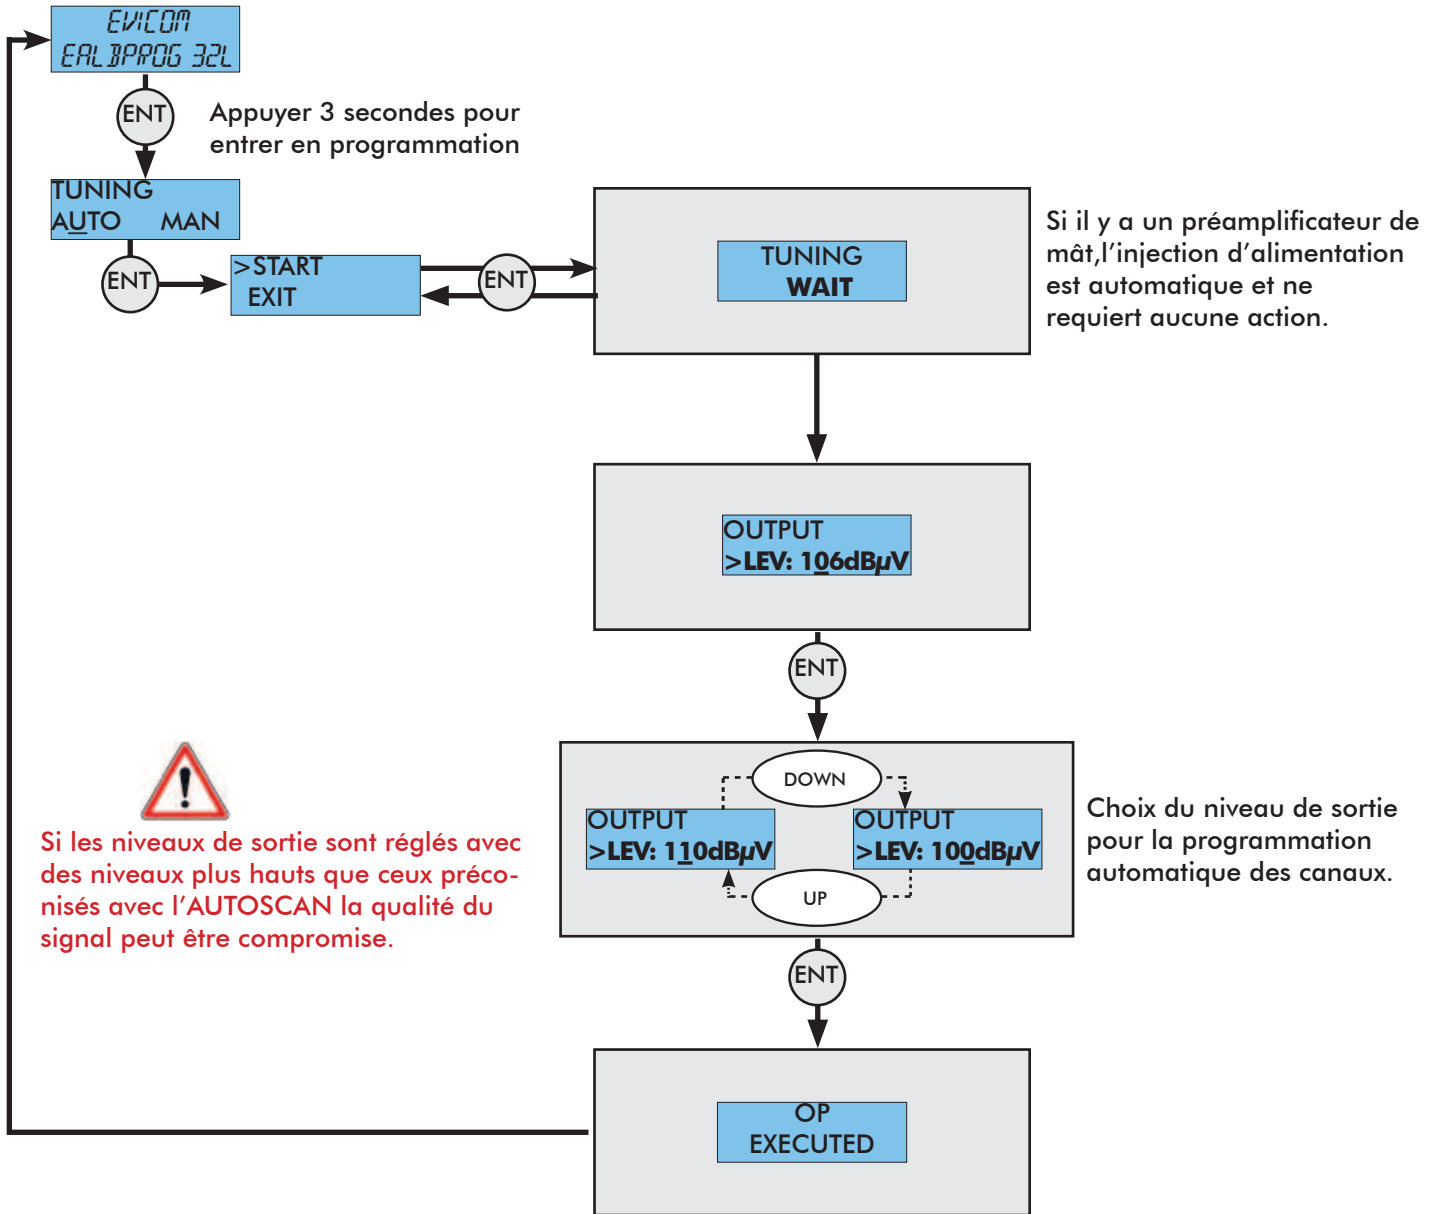 EVICOM
EALBPROG 32L
ENT
Appuyer 3 secondes pour
entrer en programmation
TUNING
AUTO MAN
ENT
>START
EXIT
ENT
TUNING
WAIT
Si il y a un préamplificateur de
mât,l'injection d'alimentation
est automatique et ne
requiert aucune action.
OUTPUT
>LEV: 106dBµV
ENT
DOWN
OUTPUT
>LEV: 110dBµV
OUTPUT
>LEV: 100dBµV
UP
Choix du niveau de sortie
pour la programmation
automatique des canaux.
Si les niveaux de sortie sont réglés avec
des niveaux plus hauts que ceux préco-
nisés avec l'AUTOSCAN la qualité du
signal peut être compromise.
ENT
OP
EXECUTED